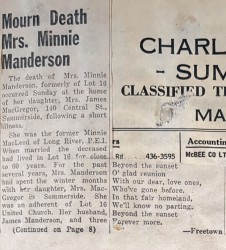 Mourn Death
Mrs. Minnie
Manderson
The death of Mrs. Minnie
Manderson, formerly of Lot 16
occurred Sunday at the home
of her daughter, Mrs. James
MacGregor, 140 Central St.,
Summerside, following a short
illness.
She was the former Minnie
MacLeod of Long River, P.E.I.
When married the deceased
had lived in Lot 16 for close
to 60 years. For the past
several years, Mrs. Manderson
had spent the winter months
with her daughter, Mrs. Mac-
Gregor in Summerside. She
was an adherent of Lot 16
United Church. Her husband,
James Manderson, and three
(Continued on Page 8)
CHARL
- SUM
CLASSIFIED T
MA
rs
Accountin
Rd. 436-3595
McBEE CO LT
Beyond the sunset
O' glad reunion
With our dear, love ones,
Who've gone before,
In that fair homeland,
We'll know no parting.
Beyond the sunset
Forever more.
—Freetown